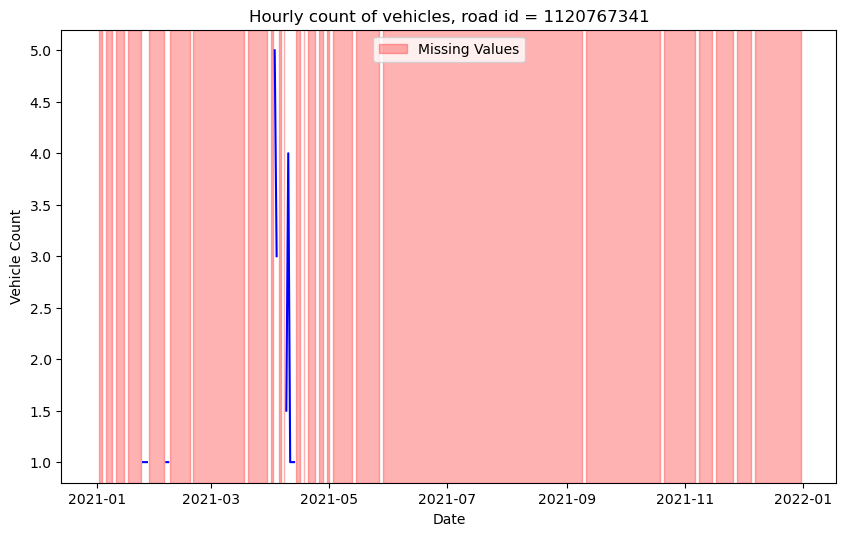 Hourly count of vehicles, road id = 1120767341
Missing Values
5.0
4.5
4.0
3.5
3.0
2.5
2.0
1.5
1.0
Vehicle Count
2021-01 2021-03 2021-05 2021-07 2021-09 2021-11 2022-01
Date